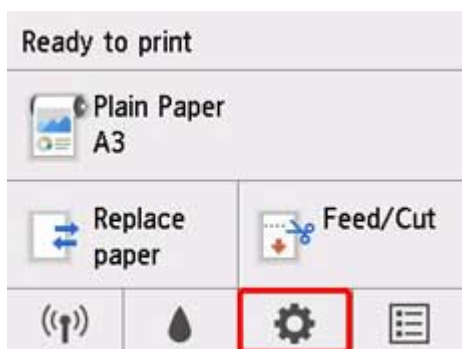 Ready to print
Plain Paper
A3
Replace
paper
Feed/Cut